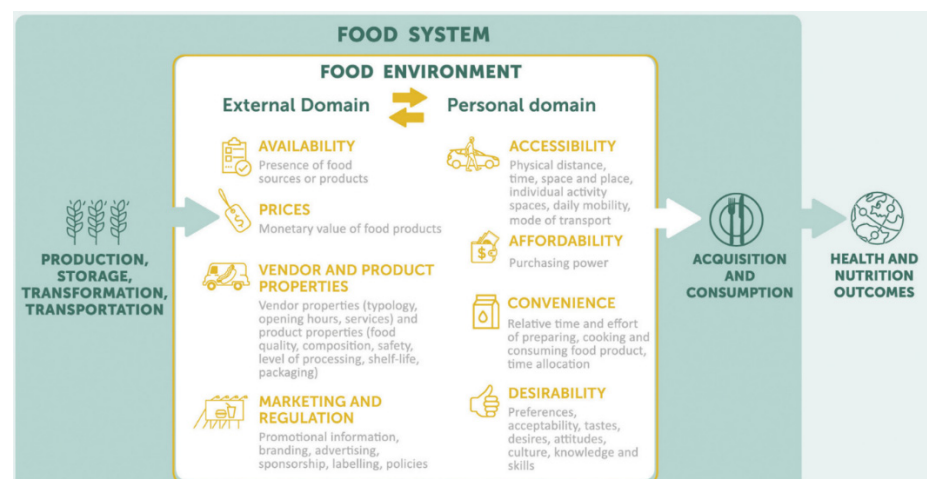 FOOD SYSTEM
FOOD ENVIRONMENT
External Domain
Personal domain
PRODUCTION,
STORAGE,
TRANSFORMATION,
TRANSPORTATION
AVAILABILITY
Presence of food
sources or products
PRICES
Monetary value of food products
VENDOR AND PRODUCT
PROPERTIES
Vendor properties (typology,
opening hours, services) and
product properties (food
quality, composition, safety,
level of processing, shelf-life,
packaging)
MARKETING AND
REGULATION
Promotional information,
branding, advertising,
sponsorship, labelling, policies
ACCESSIBILITY
Physical distance,
time, space and place,
individual activity
spaces, daily mobility,
mode of transport
AFFORDABILITY
Purchasing power
CONVENIENCE
Relative time and effort
of preparing, cooking and
consuming food product,
time allocation
DESIRABILITY
Preferences,
acceptability, tastes,
desires, attitudes,
culture, knowledge and
skills
ACQUISITION
AND
CONSUMPTION
HEALTH AND
NUTRITION
OUTCOMES